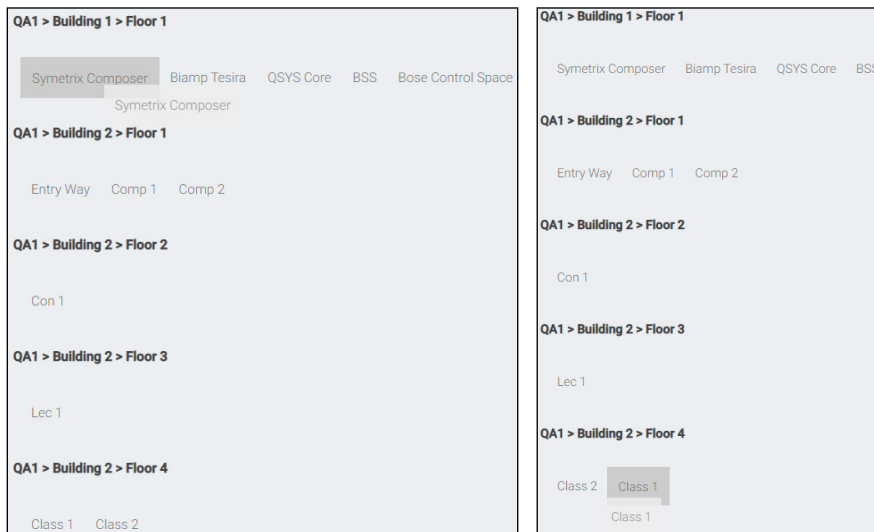 QA1 > Building 1 > Floor 1
Symetrix Composer Biamp Tesira QSYS Core BSS Bose Control Space
Symetrix Composer
QA1 > Building 2 > Floor 1
Entry Way Comp 1 Comp 2
QA1 > Building 2 > Floor 2
Con 1
QA1 > Building 2 > Floor 3
Lec 1
QA1 > Building 2 > Floor 4
Class 1 Class 2
QA1 > Building 1 > Floor 1
Symetrix Composer Biamp Tesira QSYS Core BSS
QA1 > Building 2 > Floor 1
Entry Way Comp 1 Comp 2
QA1 > Building 2 > Floor 2
Con 1
QA1 > Building 2 > Floor 3
Lec 1
QA1 > Building 2 > Floor 4
Class 2 Class 1
Class 1